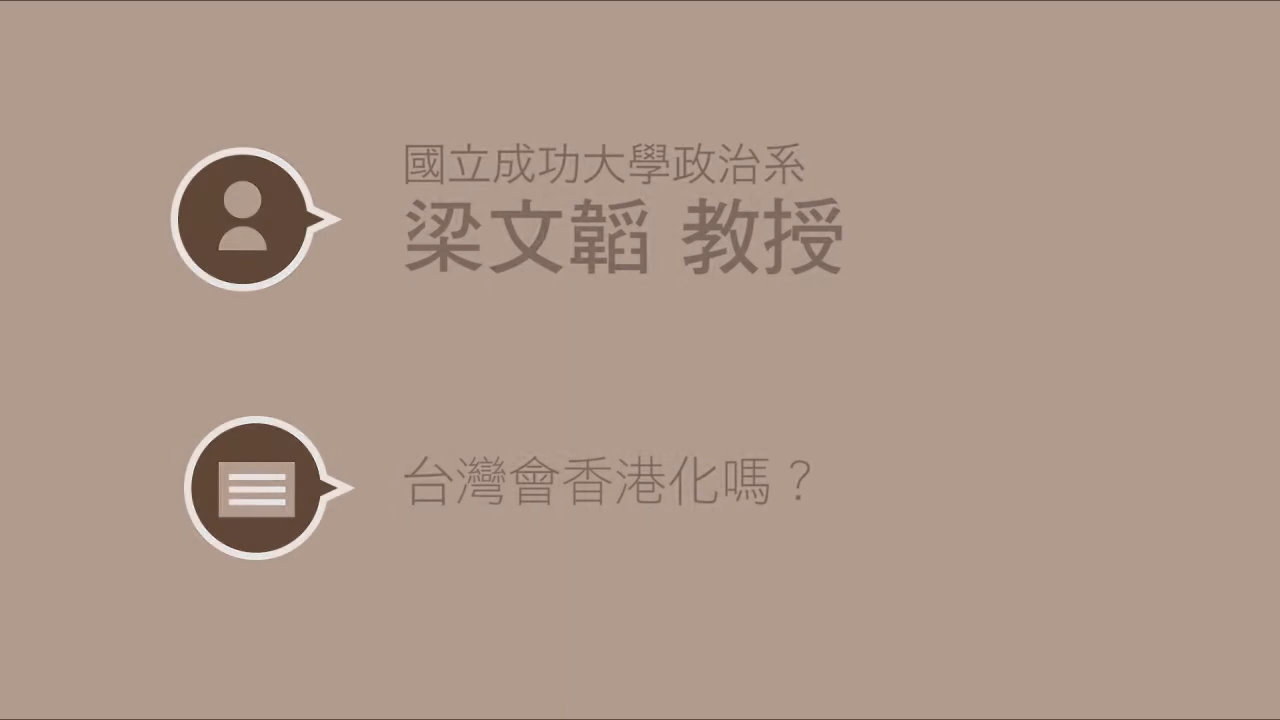 國立成功大學政治系
梁文韜 教授
台灣會香港化嗎？